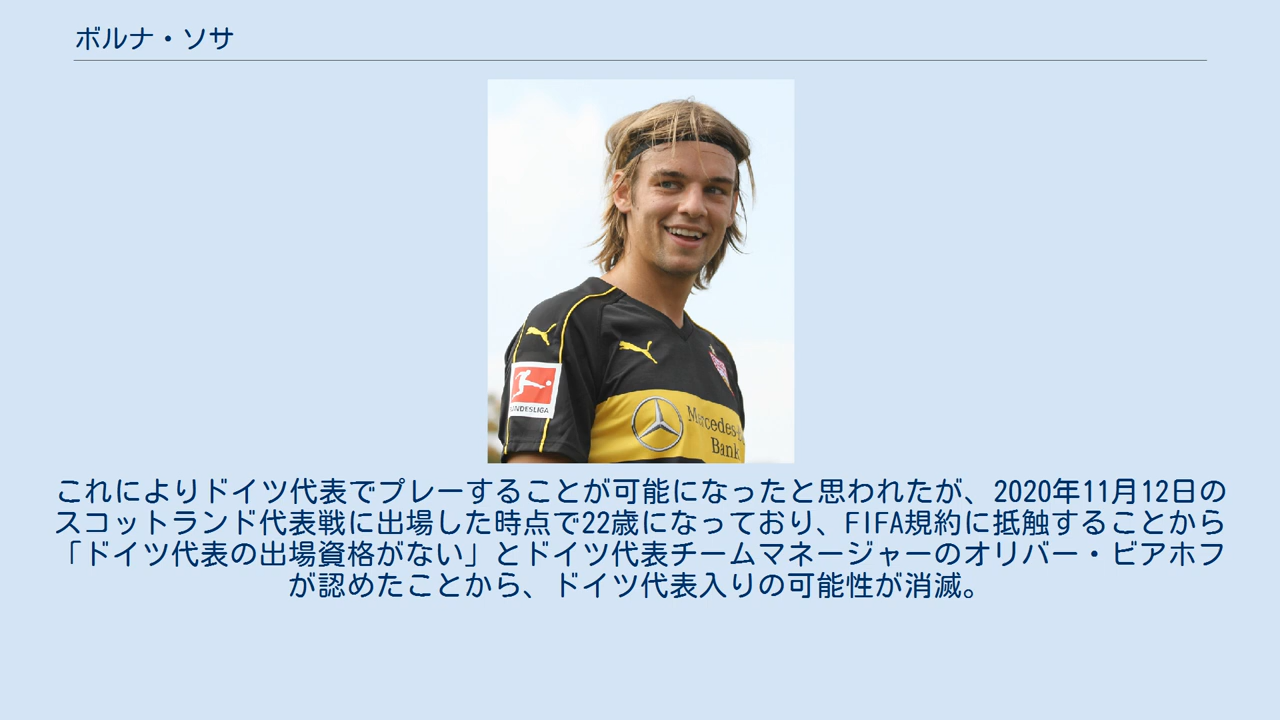 ボルナ・ソサ
BUNDESLIGA
Mercedes-
Bank
これによりドイツ代表でプレーすることが可能になったと思われたが、2020年11月12日の
スコットランド代表戦に出場した時点で22歳になっており、FIFA規約に抵触することから
「ドイツ代表の出場資格がない」とドイツ代表チームマネージャーのオリバー・ビアホフ
が認めたことから、ドイツ代表入りの可能性が消滅。